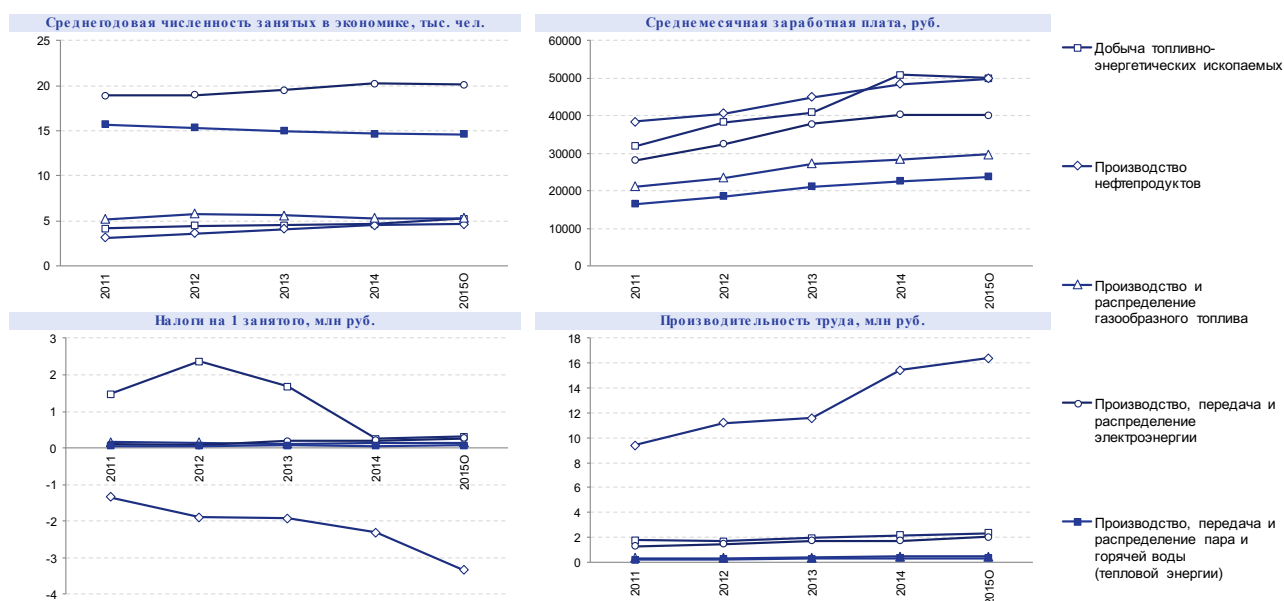 Среднегодовая численность занятых в экономике, тыс. чел.
25
20
15
10
5
0
2011
2012
2013
2014
2015О
Среднемесячная заработная плата, руб.
60000
50000
40000
30000
20000
10000
0
2011
2012
2013
2014
2015О
Налоги на 1 занятого, млн руб.
3
2
1
0
-1
-2
-3
-4
2011
2012
2013
2014
2015О
Производительность труда, млн руб.
18
16
14
12
10
8
6
4
2
0
2011
2012
2013
2014
2015О
Добыча топливно-
энергетических ископаемых
Производство
нефтепродуктов
Производство и
распределение
газообразного топлива
Производство, передача и
распределение
электроэнергии
Производство, передача и
распределение пара и
горячей воды
(тепловой энергии)